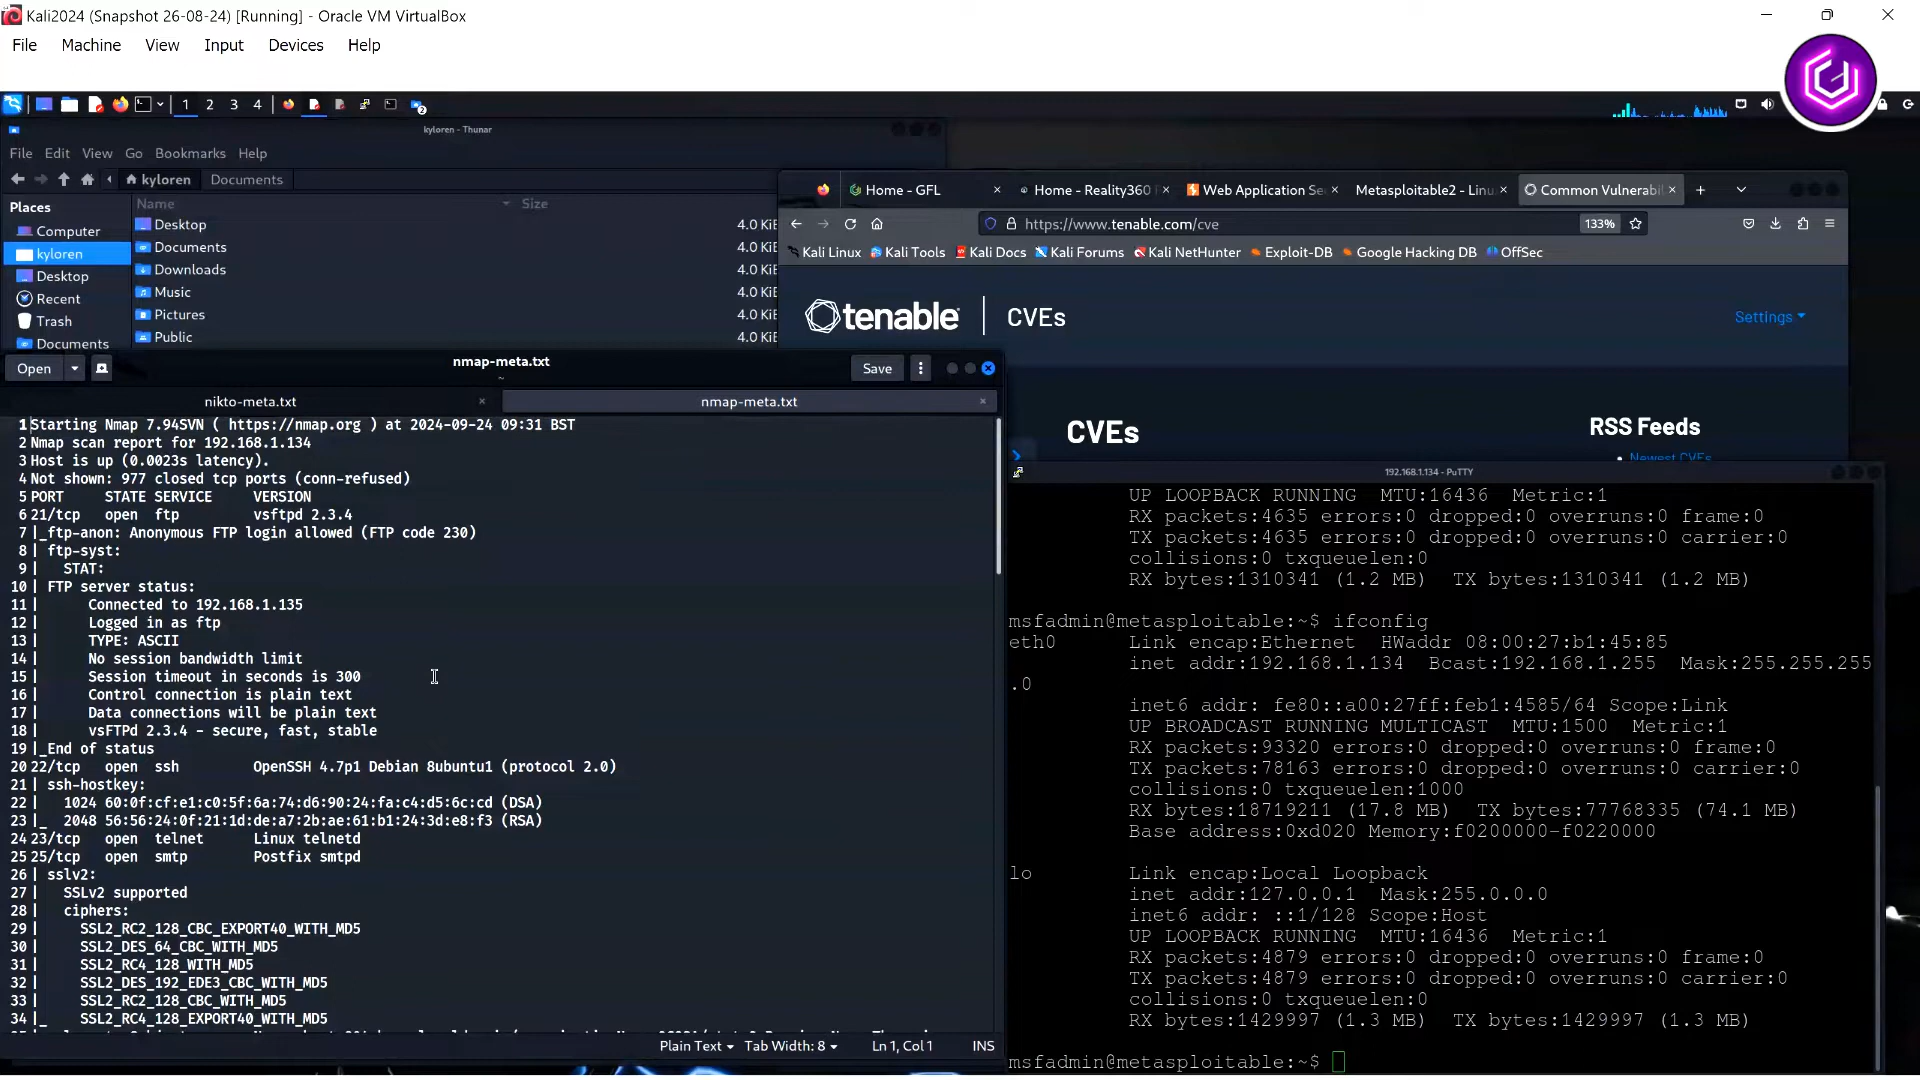 Kali2024 (Snapshot 26-08-24) [Running] - Oracle VM VirtualBox
File Machine View Input Devices Help
1 2 3 4
kyloren - Thunar
File Edit View Go Bookmarks Help
kyloren Documents
Places
Computer
kyloren
Desktop
Recent
Trash
Documents
Name Size
Desktop 4.0 KiB
Documents 4.0 KiB
Downloads 4.0 KiB
Music 4.0 KiB
Pictures 4.0 KiB
Public 4.0 KiB
Home - GFL Home - Reality360 Web Application Se Metasploitable2 - Linu Common Vulnerabil
https://www.tenable.com/cve 133%
Kali Linux Kali Tools Kali Docs Kali Forums Kali NetHunter Exploit-DB Google Hacking DB OffSec
tenable CVEs Settings
CVEs RSS Feeds
Newest CVEs
Open nmap-meta.txt Save
nikto-meta.txt nmap-meta.txt
1 Starting Nmap 7.94SVN ( https://nmap.org ) at 2024-09-24 09:31 BST
2 Nmap scan report for 192.168.1.134
3 Host is up (0.0023s latency).
4 Not shown: 977 closed tcp ports (conn-refused)
5 PORT STATE SERVICE VERSION
6 21/tcp open ftp vsftpd 2.3.4
7 |_ftp-anon: Anonymous FTP login allowed (FTP code 230)
8 | ftp-syst:
9 | STAT:
10 | FTP server status:
11 | Connected to 192.168.1.135
12 | Logged in as ftp
13 | TYPE: ASCII
14 | No session bandwidth limit
15 | Session timeout in seconds is 300
16 | Control connection is plain text
17 | Data connections will be plain text
18 | vsFTPd 2.3.4 - secure, fast, stable
19 |_End of status
20 22/tcp open ssh OpenSSH 4.7p1 Debian 8ubuntu1 (protocol 2.0)
21 | ssh-hostkey:
22 | 1024 60:0f:cf:e1:c0:5f:6a:74:d6:90:24:fa:c4:d5:6c:cd (DSA)
23 |_ 2048 56:56:24:0f:21:1d:de:a7:2b:ae:61:b1:24:3d:e8:f3 (RSA)
24 23/tcp open telnet Linux telnetd
25 25/tcp open smtp Postfix smtpd
26 | sslv2:
27 | SSLv2 supported
28 | ciphers:
29 | SSL2_RC2_128_CBC_EXPORT40_WITH_MD5
30 | SSL2_DES_64_CBC_WITH_MD5
31 | SSL2_RC4_128_WITH_MD5
32 | SSL2_DES_192_EDE3_CBC_WITH_MD5
33 | SSL2_RC2_128_CBC_WITH_MD5
34 |_ SSL2_RC4_128_EXPORT40_WITH_MD5
Plain Text Tab Width: 8 Ln 1, Col 1 INS
192.168.1.134 - PuTTY
UP LOOPBACK RUNNING MTU:16436 Metric:1
RX packets:4635 errors:0 dropped:0 overruns:0 frame:0
TX packets:4635 errors:0 dropped:0 overruns:0 carrier:0
collisions:0 txqueuelen:0
RX bytes:1310341 (1.2 MB) TX bytes:1310341 (1.2 MB)
msfadmin@metasploitable:~$ ifconfig
eth0 Link encap:Ethernet HWaddr 08:00:27:b1:45:85
inet addr:192.168.1.134 Bcast:192.168.1.255 Mask:255.255.255
.0
inet6 addr: fe80::a00:27ff:feb1:4585/64 Scope:Link
UP BROADCAST RUNNING MULTICAST MTU:1500 Metric:1
RX packets:93320 errors:0 dropped:0 overruns:0 frame:0
TX packets:78163 errors:0 dropped:0 overruns:0 carrier:0
collisions:0 txqueuelen:1000
RX bytes:18719211 (17.8 MB) TX bytes:77768335 (74.1 MB)
Base address:0xd020 Memory:f0200000-f0220000
lo Link encap:Local Loopback
inet addr:127.0.0.1 Mask:255.0.0.0
inet6 addr: ::1/128 Scope:Host
UP LOOPBACK RUNNING MTU:16436 Metric:1
RX packets:4879 errors:0 dropped:0 overruns:0 frame:0
TX packets:4879 errors:0 dropped:0 overruns:0 carrier:0
collisions:0 txqueuelen:0
RX bytes:1429997 (1.3 MB) TX bytes:1429997 (1.3 MB)
msfadmin@metasploitable:~$